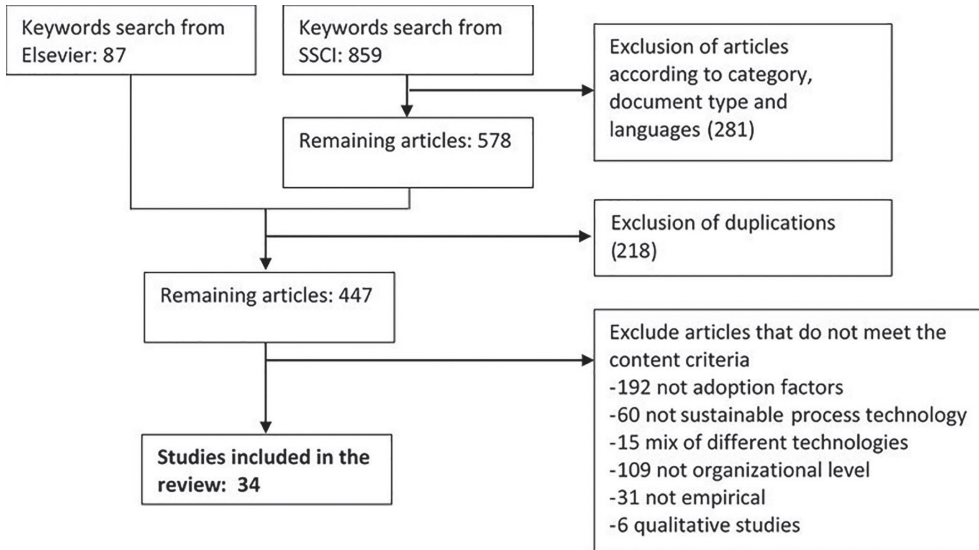 Keywords search from
Elsevier: 87
Keywords search from
SSCI: 859
Exclusion of articles
according to category,
document type and
languages (281)
Remaining articles: 578
Exclusion of duplications
(218)
Remaining articles: 447
Exclude articles that do not meet the
content criteria
-192 not adoption factors
-60 not sustainable process technology
-15 mix of different technologies
-109 not organizational level
-31 not empirical
-6 qualitative studies
Studies included in the
review: 34